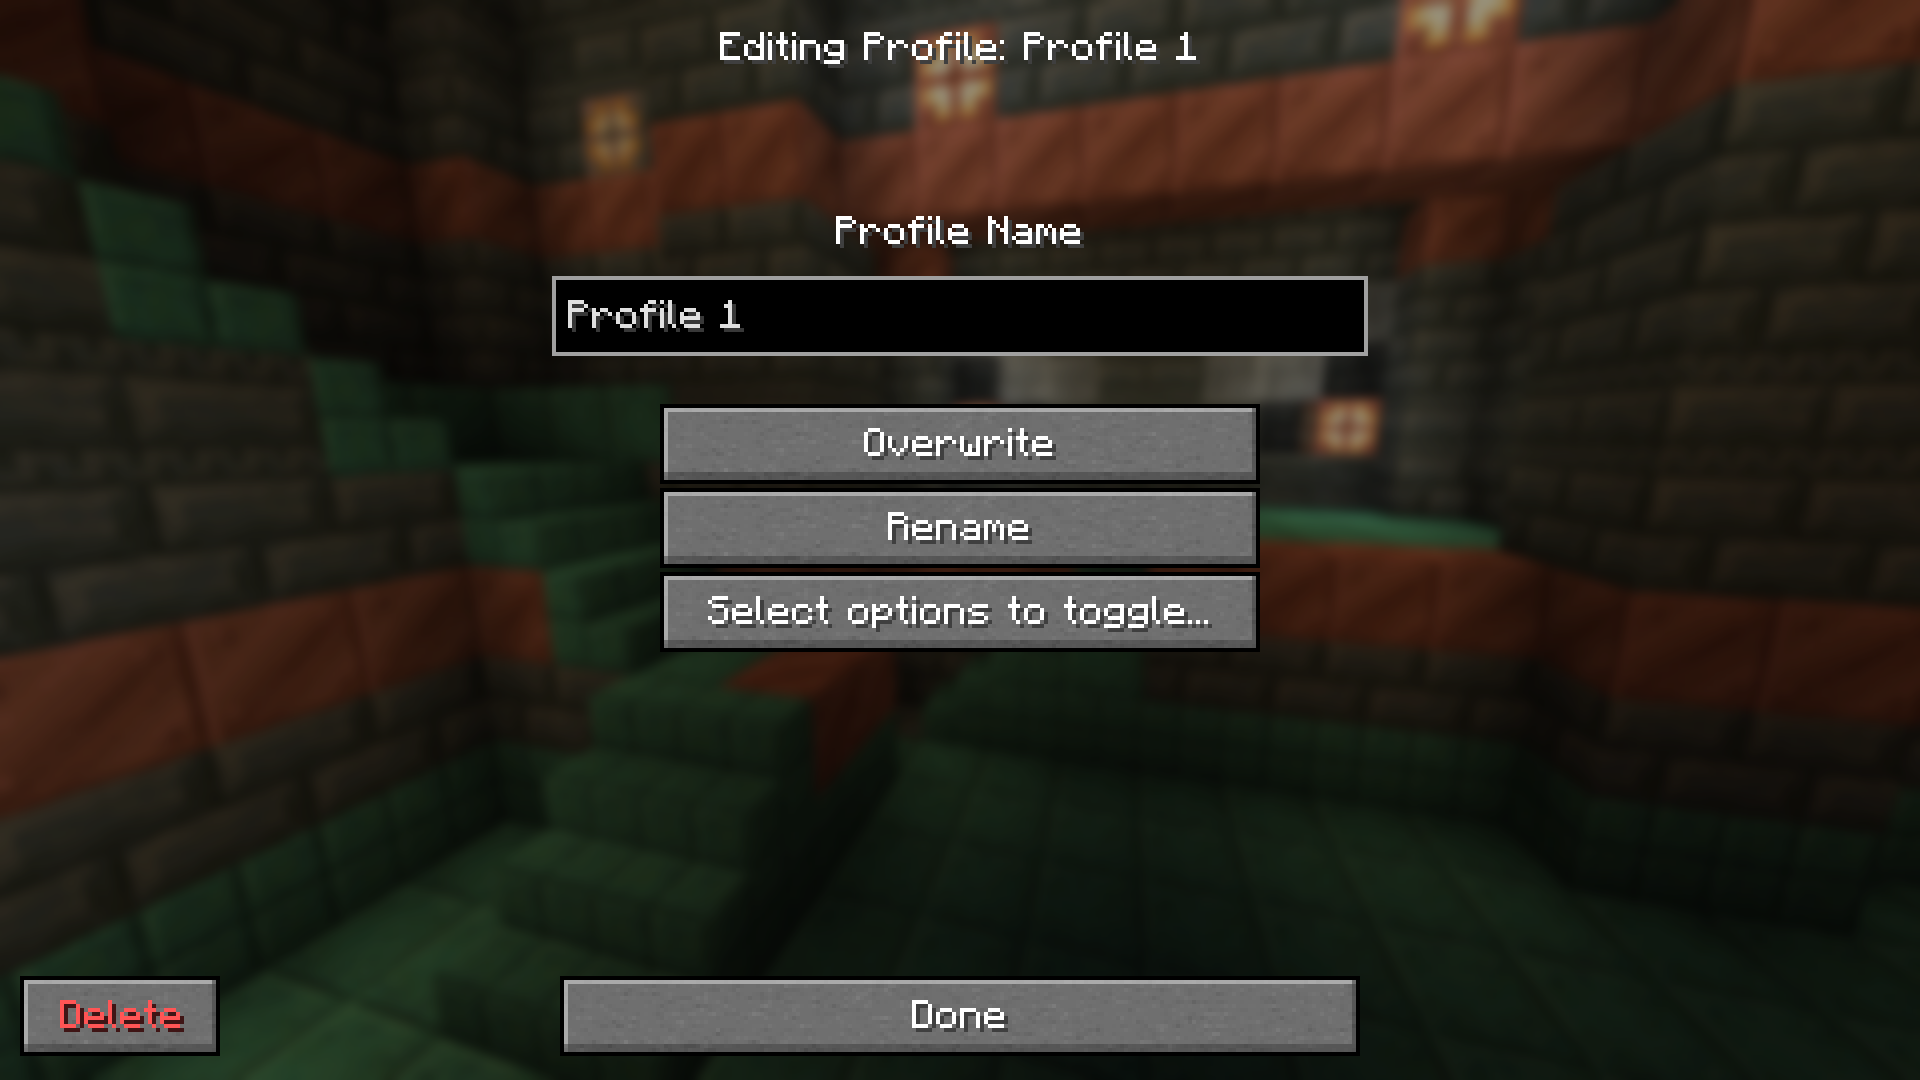 Editing Profile: Profile 1
Profile Name
Profile 1
Overwrite
Rename
Select options to toggle...
Delete
Done